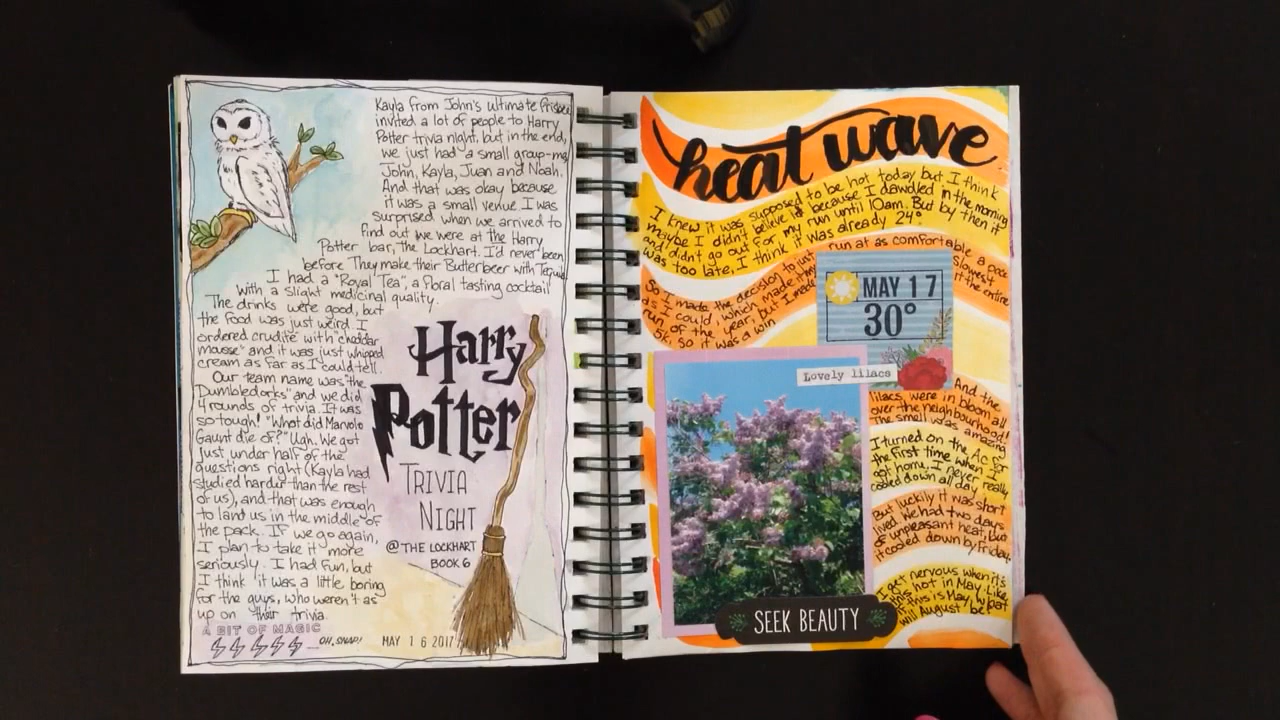 Kayla from John's ultimate frisbee
invited a lot of people to Harry
Potter trivia night, but in the end,
we just had a small group-me,
John, Kayla, Juan and Noah.
And that was okay because
it was a small venue. I was
surprised when we arrived to
find out we were at the Harry
Potter bar, the Lockhart. I'd never been
before. They make their Butterbeer with Tequila
I had a "Royal Tea", a floral tasting cocktail
with a slight medicinal quality.
The drinks were good, but
the food was just weird. I
ordered crudité with "cheddar
mousse" and it was just whipped
cream as far as I could tell.
Our team name was "the
Dumbledorks" and we did
4 rounds of trivia. It was
so tough! "What did Marvolo
Gaunt die of?" Ugh. We got
just under half of the
questions right (Kayla had
studied harder than the rest
of us), and that was enough
to land us in the middle of
the pack. If we go again,
I plan to take it more
seriously. I had fun, but
I think it was a little boring
for the guys, who weren't as
up on their trivia.
A BIT OF MAGIC
OH, SNAP!
MAY 16 2017
Harry
Potter
TRIVIA
NIGHT
@ THE LOCKHART
BOOK 6
heat wave
I knew it was supposed to be hot today but I think
maybe I didn't believe it because I dawdled in the morning
and didn't go out for my run until 10am. But by then it
was too late, I think it was already 24°
So I made the decision to just run at as comfortable a pace
as I could, which made it my slowest
run of the year, but I made it the entire
5k. So it was a win
MAY 17
30°
Lovely lilacs
And the
lilacs were in bloom all
over the neighbourhood!
The smell was amazing
I turned on the AC for
the first time when I
got home. I never really
cooled down all day.
But luckily it was short
lived. We had two days
of unpleasant heat, but
it cooled down by Friday.
I get nervous when it's
this hot in May. Like,
this is May, what
will August be
SEEK BEAUTY